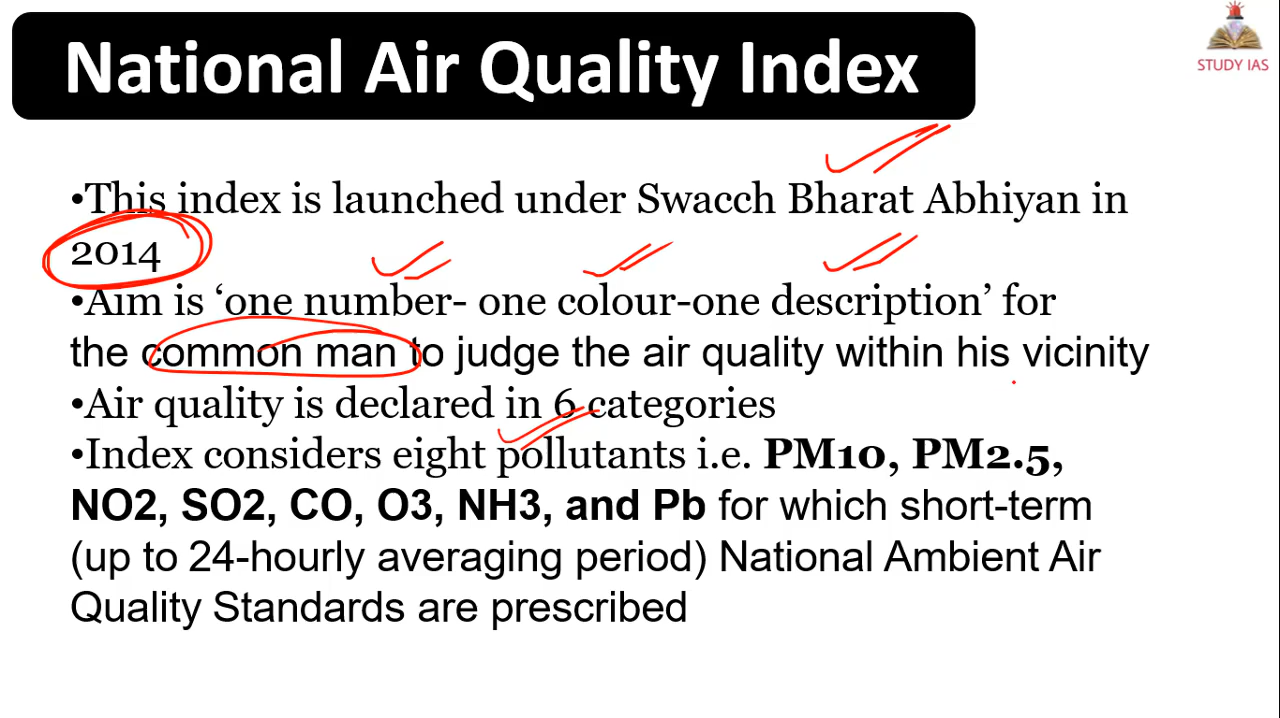 National Air Quality Index
STUDY IAS
•This index is launched under Swacch Bharat Abhiyan in
2014
•Aim is ‘one number- one colour-one description’ for
the common man to judge the air quality within his vicinity
•Air quality is declared in 6 categories
•Index considers eight pollutants i.e. PM10, PM2.5,
NO2, SO2, CO, O3, NH3, and Pb for which short-term
(up to 24-hourly averaging period) National Ambient Air
Quality Standards are prescribed